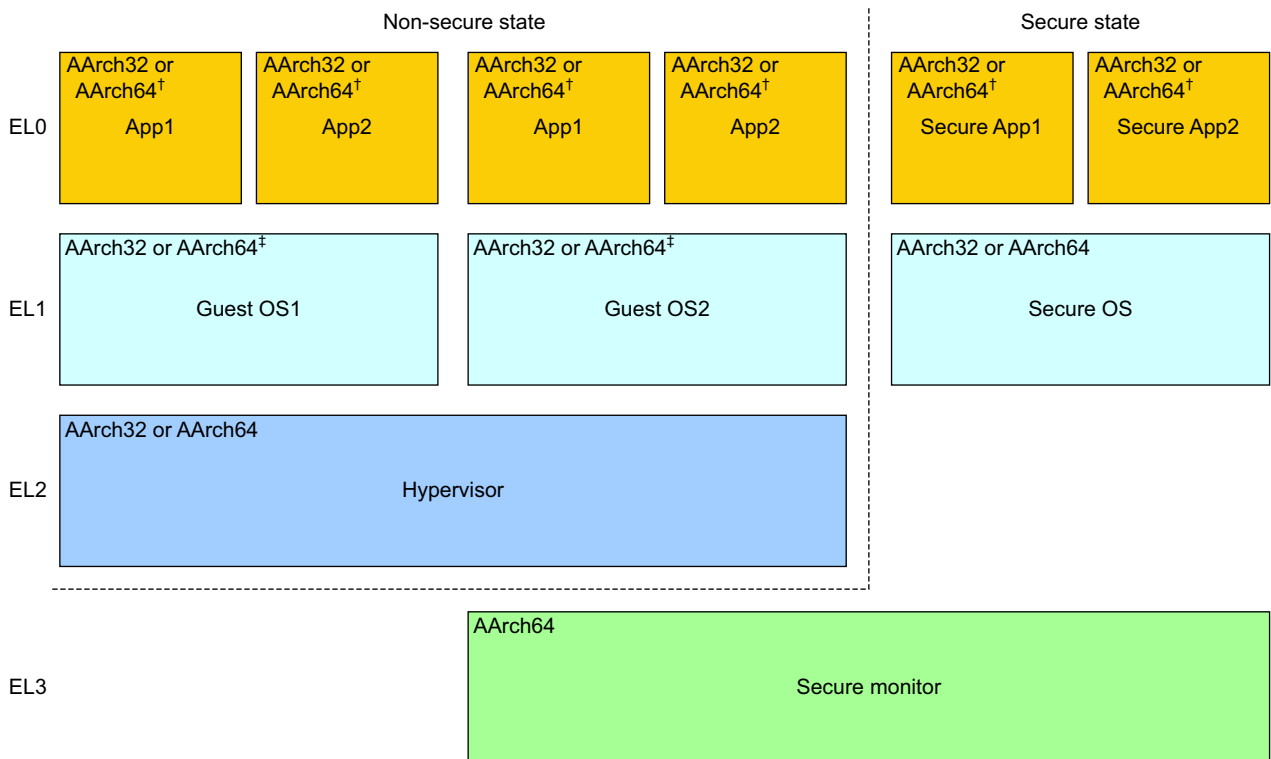 Non-secure state
Secure state
AArch32 or
AArch64†
App1
AArch32 or
AArch64†
App2
AArch32 or
AArch64†
App1
AArch32 or
AArch64†
App2
AArch32 or
AArch64†
Secure App1
AArch32 or
AArch64†
Secure App2
EL0
AArch32 or AArch64‡
Guest OS1
AArch32 or AArch64‡
Guest OS2
AArch32 or AArch64
Secure OS
EL1
AArch32 or AArch64
Hypervisor
EL2
AArch64
Secure monitor
EL3